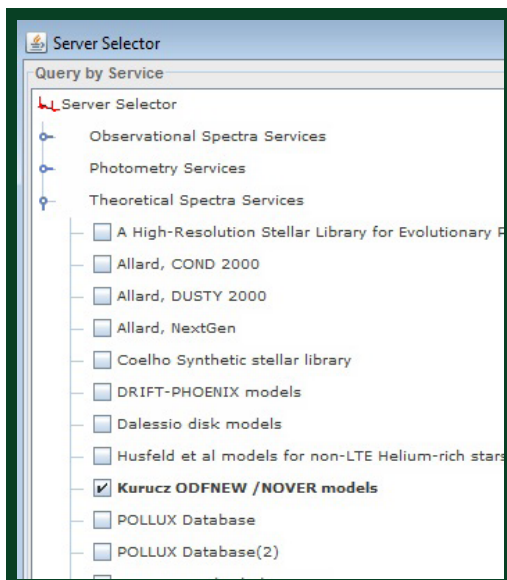 Server Selector
Query by Service
Server Selector
Observational Spectra Services
Photometry Services
Theoretical Spectra Services
A High-Resolution Stellar Library for Evolutionary
Allard, COND 2000
Allard, DUSTY 2000
Allard, NextGen
Coelho Synthetic stellar library
DRIFT-PHOENIX models
Dalessio disk models
Husfeld et al models for non-LTE Helium-rich stars
Kurucz ODFNEW /NOVER models
POLLUX Database
POLLUX Database(2)